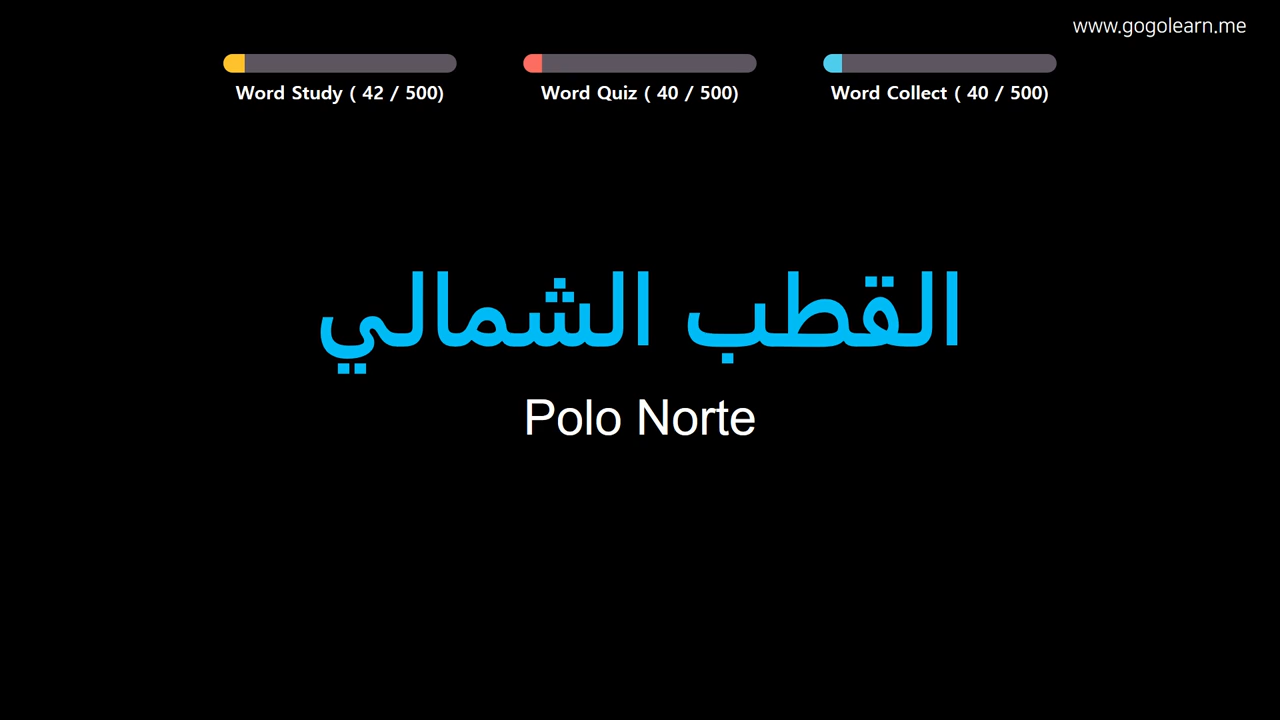 www.gogolearn.me
Word Study ( 42 / 500)
Word Quiz ( 40 / 500)
Word Collect ( 40 / 500)
القطب الشمالي
Polo Norte